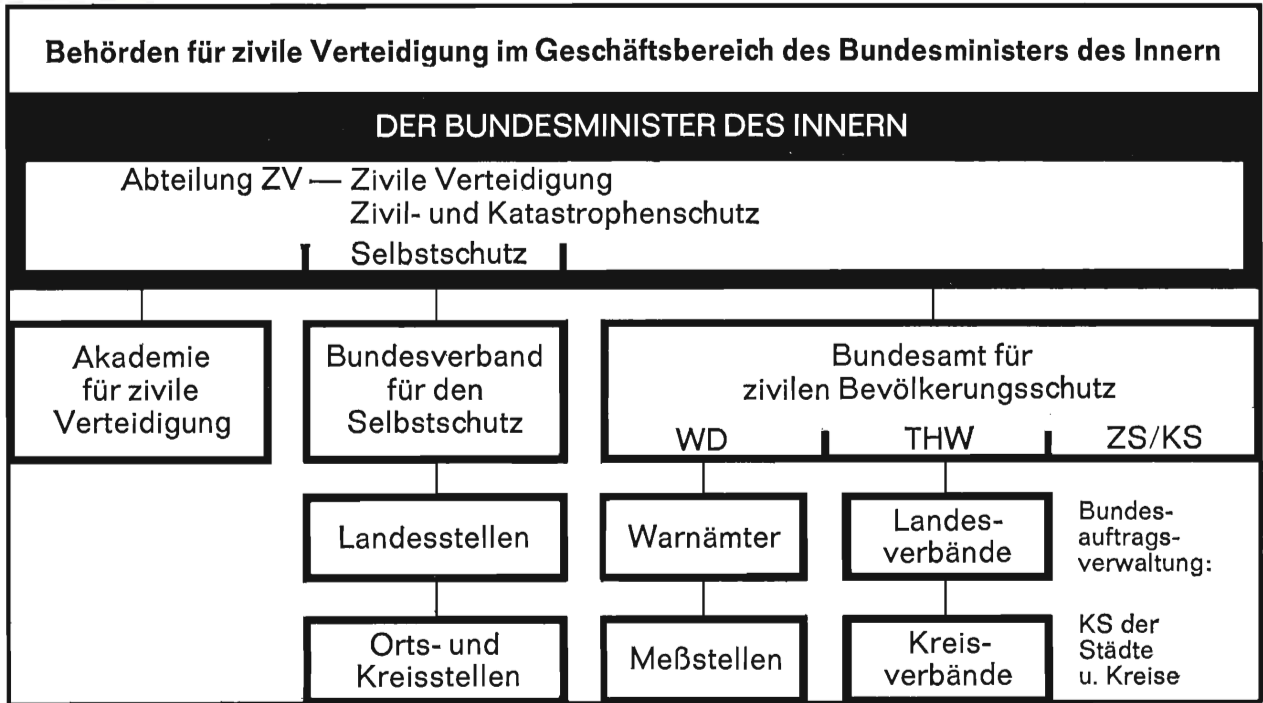 Behörden für zivile Verteidigung im Geschäftsbereich des Bundesministers des Innern
DER BUNDESMINISTER DES INNERN
Abteilung ZV — Zivile Verteidigung
Zivil- und Katastrophenschutz
Selbstschutz
Akademie
für zivile
Verteidigung
Bundesverband
für den
Selbstschutz
Bundesamt für
zivilen Bevölkerungsschutz
WD
THW
ZS/KS
Landesstellen
Warnämter
Landes-
verbände
Bundes-
auftrags-
verwaltung:
Orts- und
Kreisstellen
Meßstellen
Kreis-
verbände
KS der
Städte
u. Kreise